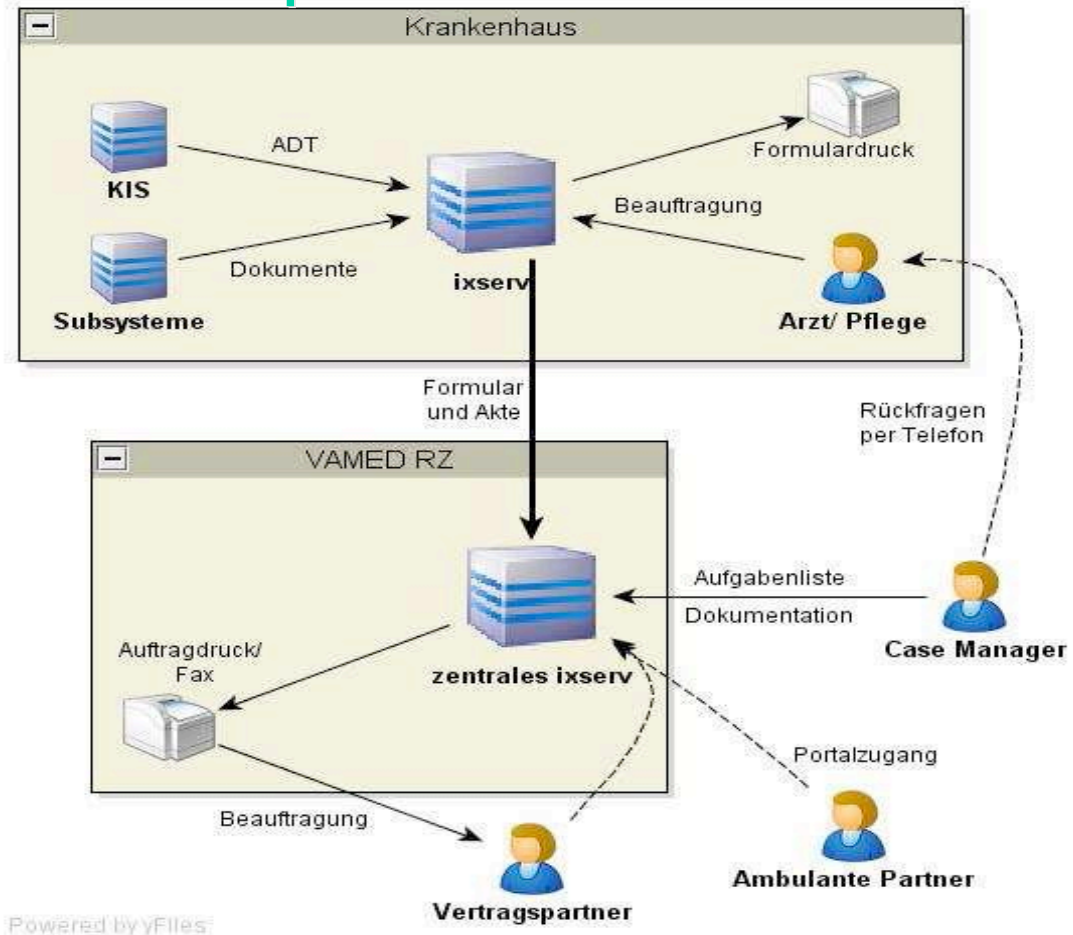 Krankenhaus
ADT
KIS
Formulardruck
Beauftragung
Dokumente
ixserv
Subsysteme
Arzt/ Pflege
Formular
und Akte
Rückfragen
per Telefon
VAMED RZ
Aufgabenliste
Dokumentation
Case Manager
Auftragdruck/
Fax
zentrales ixserv
Portalzugang
Beauftragung
Ambulante Partner
Vertragspartner
Powered by yFiles